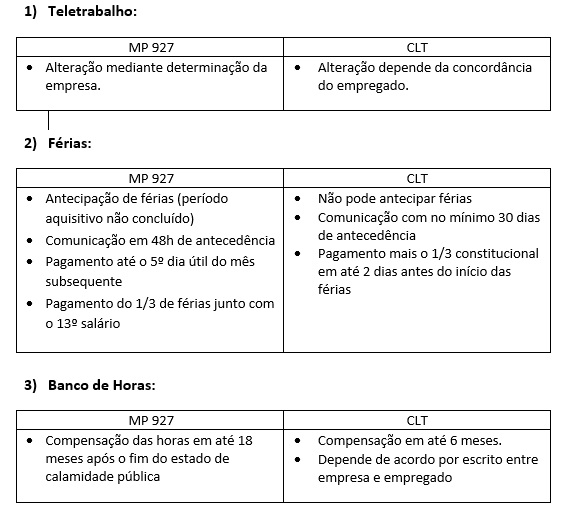 1) Teletrabalho:
MP 927
CLT
• Alteração mediante determinação da
empresa.
• Alteração depende da concordância
do empregado.
2) Férias:
MP 927
CLT
• Antecipação de férias (período
aquisitivo não concluído)
• Comunicação em 48h de antecedência
• Pagamento até o 5º dia útil do mês
subsequente
• Pagamento do 1/3 de férias junto com
o 13º salário
• Não pode antecipar férias
• Comunicação com no mínimo 30 dias
de antecedência
• Pagamento mais o 1/3 constitucional
em até 2 dias antes do início das
férias
3) Banco de Horas:
MP 927
CLT
• Compensação das horas em até 18
meses após o fim do estado de
calamidade pública
• Compensação em até 6 meses.
• Depende de acordo por escrito entre
empresa e empregado